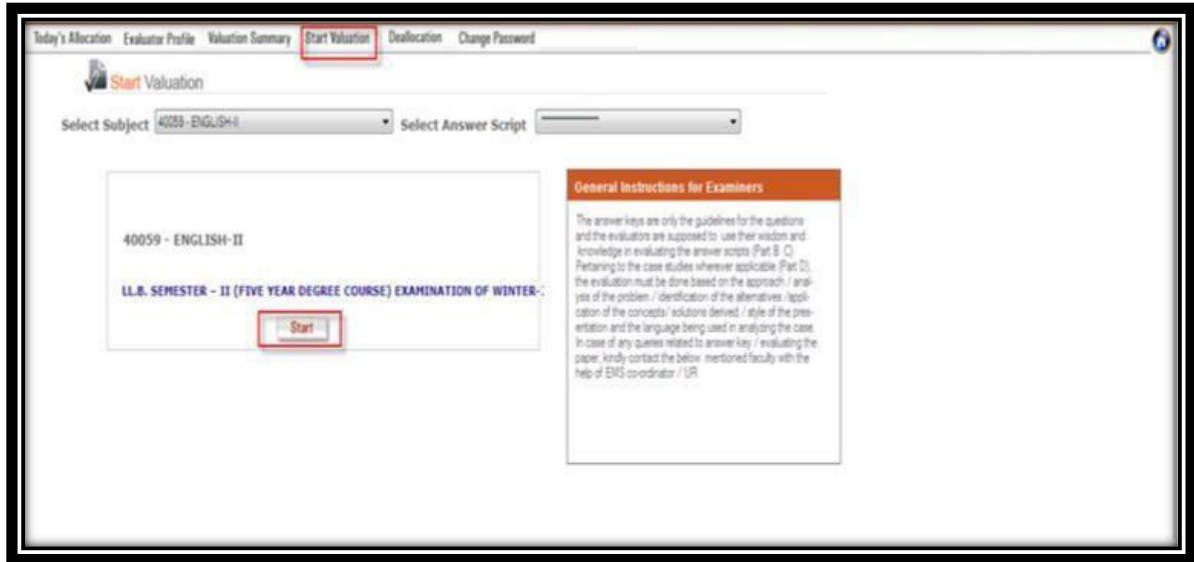 Today's Allocation Evaluator Profile Valuation Summary Start Valuation Deallocation Change Password
Start Valuation
Select Subject 40059 - ENGLISH-II Select Answer Script
40059 - ENGLISH-II
LL.B. SEMESTER – II (FIVE YEAR DEGREE COURSE) EXAMINATION OF WINTER-
Start
General Instructions for Examiners
The answer keys are only the guidelines for the questions
and the evaluators are supposed to use their wisdom and
knowledge in evaluating the answer scripts (Part B, C)
Pertaining to the case studies wherever applicable (Part D),
the evaluation must be done based on the approach / anal-
ysis of the problem / identification of the alternatives /appli-
cation of the concepts/ solutions derived / style of the pres-
entation and the language being used in analyzing the case.
In case of any queries related to answer key / evaluating the
paper, kindly contact the below mentioned faculty with the
help of EMS co-ordinator / UR